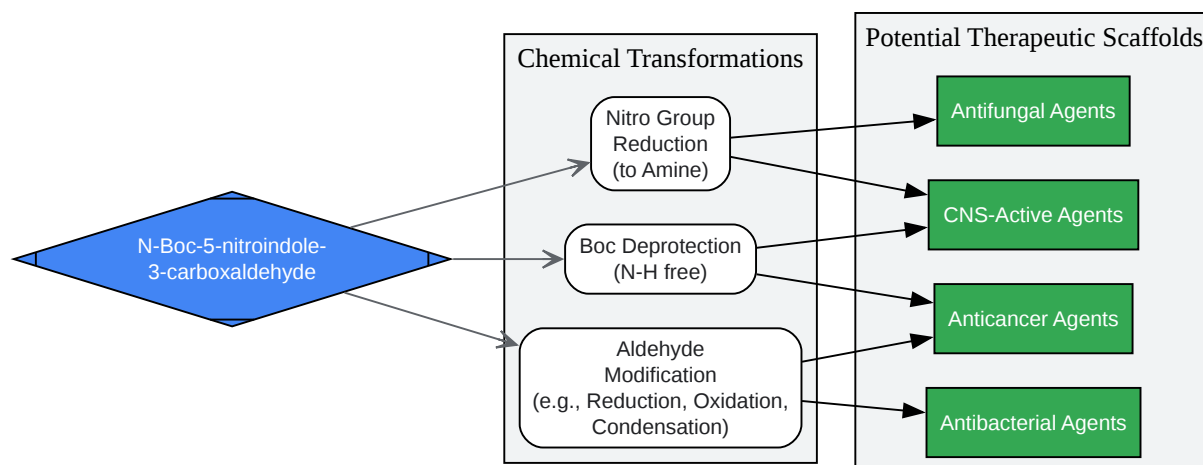 Chemical Transformations
Potential Therapeutic Scaffolds
N-Boc-5-nitroindole-
3-carboxaldehyde
Nitro Group
Reduction
(to Amine)
Boc Deprotection
(N-H free)
Aldehyde
Modification
(e.g., Reduction, Oxidation,
Condensation)
Antifungal Agents
CNS-Active Agents
Anticancer Agents
Antibacterial Agents